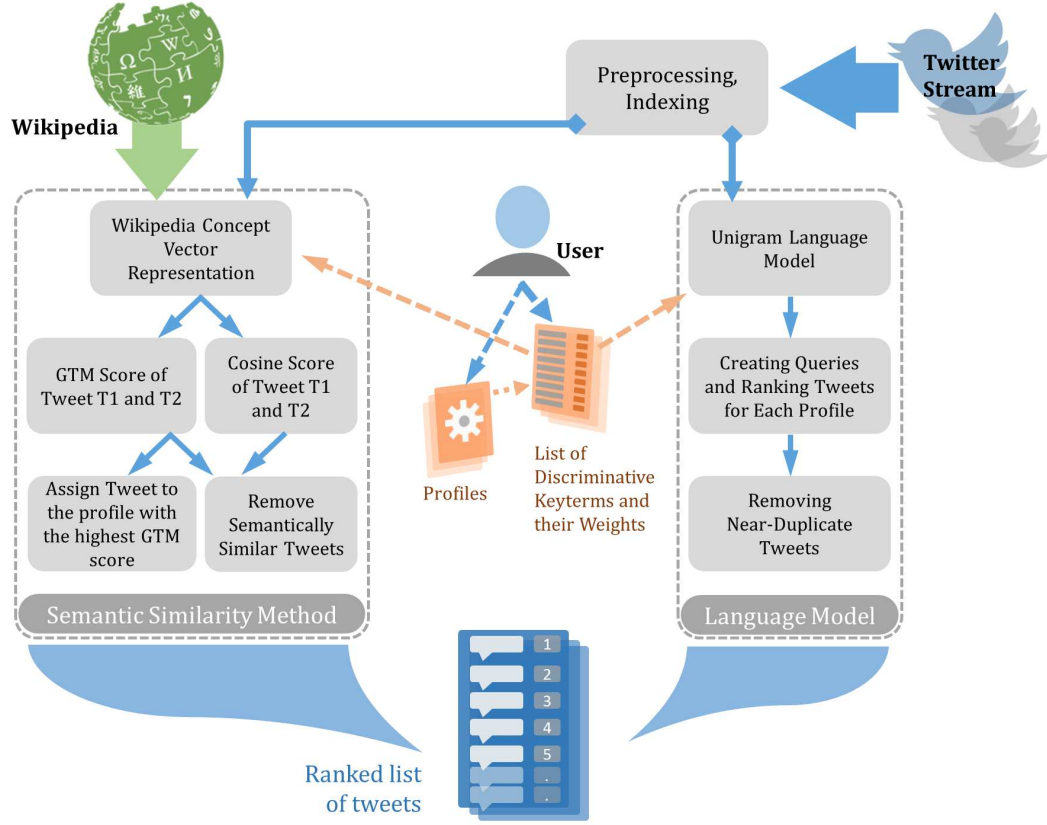 Ω
W
И
維
7
Wikipedia
Preprocessing,
Indexing
Twitter
Stream
Wikipedia Concept
Vector
Representation
User
Unigram Language
Model
GTM Score of
Tweet T1 and T2
Cosine Score
of Tweet T1
and T2
Creating Queries
and Ranking Tweets
for Each Profile
Profiles
List of
Discriminative
Keyterms and
their Weights
Assign Tweet to
the profile with
the highest GTM
score
Remove
Semantically
Similar Tweets
Removing
Near-Duplicate
Tweets
Semantic Similarity Method
Language Model
1
2
3
4
5
.
.
Ranked list
of tweets